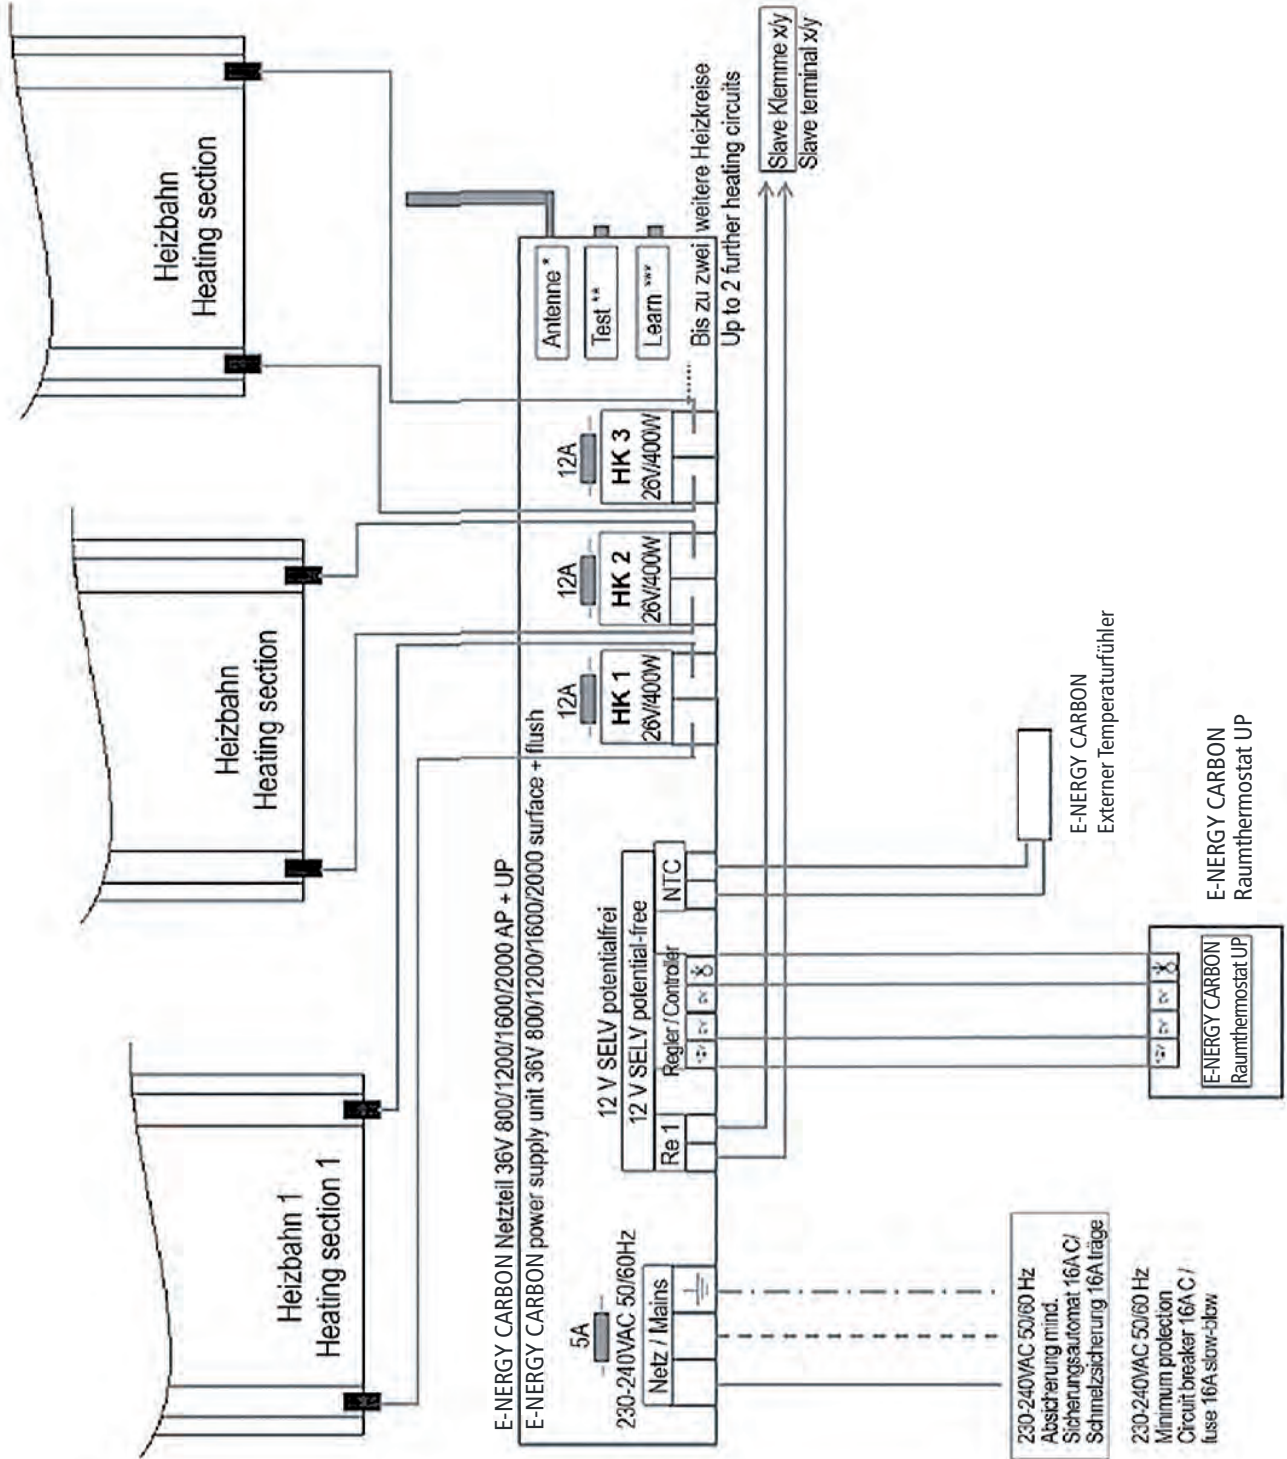 Heizbahn 1
Heating section 1
Heizbahn
Heating section
Heizbahn
Heating section
E-NERGY CARBON Netzteil 36V 800/1200/1600/2000 AP + UP
E-NERGY CARBON power supply unit 36V 800/1200/1600/2000 surface + flush
5A
230-240VAC 50/60Hz
Netz / Mains
12 V SELV potentialfrei
12 V SELV potential-free
Re 1
Regler / Controller
NTC
12A
HK 1
26V/400W
12A
HK 2
26V/400W
12A
HK 3
26V/400W
Antenne *
Test **
Learn ***
Bis zu zwei weitere Heizkreise
Up to 2 further heating circuits
Slave Klemme x/y
Slave terminal x/y
230-240VAC 50/60 Hz
Absicherung mind.
Sicherungsautomat 16A C/
Schmelzsicherung 16A träge
230-240VAC 50/60 Hz
Minimum protection
Circuit breaker 16A C /
fuse 16A slow-blow
E-NERGY CARBON
Raumthermostat UP
E-NERGY CARBON
Raumthermostat UP
E-NERGY CARBON
Externer Temperaturfühler